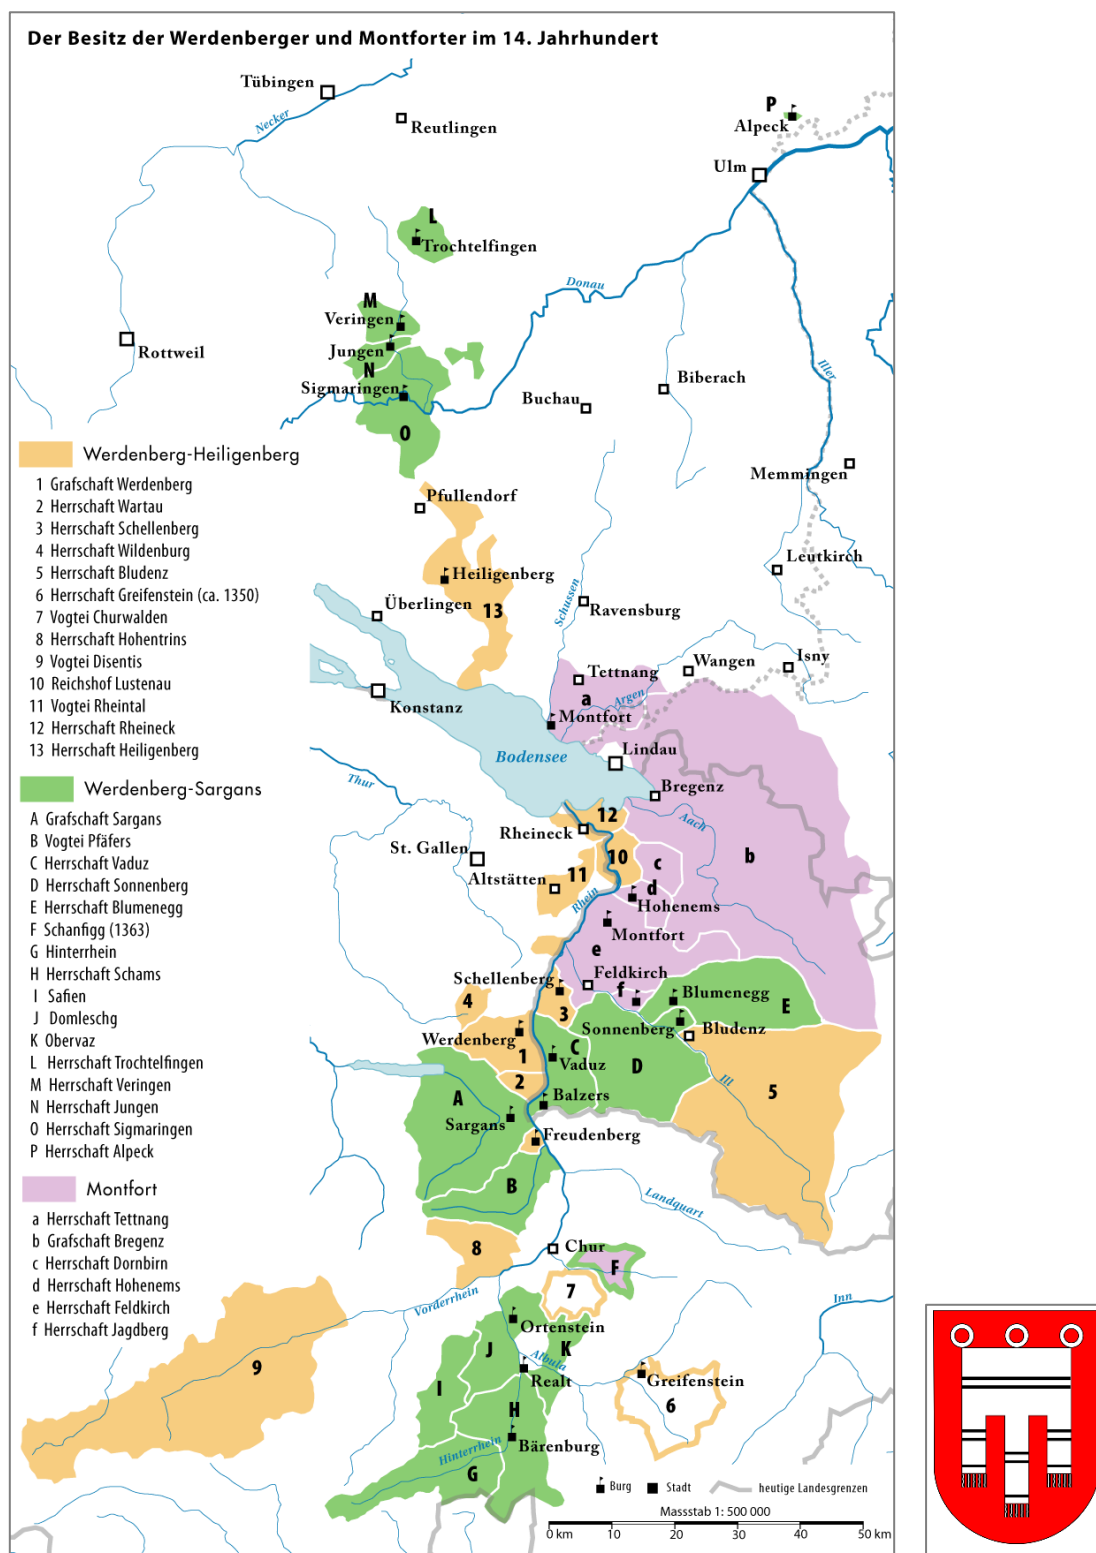 Der Besitz der Werdenberger und Montforter im 14. Jahrhundert
Tübingen
Necker
Reutlingen
P
Alpeck
Ulm
L
Trochtelfingen
Donau
M
Veringen
Jungen
N
Sigmaringen
O
Rottweil
Iller
Biberach
Buchau
Memmingen
Werdenberg-Heiligenberg
1 Grafschaft Werdenberg
2 Herrschaft Wartau
3 Herrschaft Schellenberg
4 Herrschaft Wildenburg
5 Herrschaft Bludenz
6 Herrschaft Greifenstein (ca. 1350)
7 Vogtei Churwalden
8 Herrschaft Hohentrins
9 Vogtei Disentis
10 Reichshof Lustenau
11 Vogtei Rheintal
12 Herrschaft Rheineck
13 Herrschaft Heiligenberg
Werdenberg-Sargans
A Grafschaft Sargans
B Vogtei Pfäfers
C Herrschaft Vaduz
D Herrschaft Sonnenberg
E Herrschaft Blumenegg
F Schanfigg (1363)
G Hinterrhein
H Herrschaft Schams
I Safien
J Domleschg
K Obervaz
L Herrschaft Trochtelfingen
M Herrschaft Veringen
N Herrschaft Jungen
O Herrschaft Sigmaringen
P Herrschaft Alpeck
Montfort
a Herrschaft Tettnang
b Grafschaft Bregenz
c Herrschaft Dornbirn
d Herrschaft Hohenems
e Herrschaft Feldkirch
f Herrschaft Jagdberg
Pfullendorf
Heiligenberg
13
Überlingen
Leutkirch
Schussen
Ravensburg
Tettnang
Wangen
Isny
a
Argen
Montfort
Konstanz
Bodensee
Lindau
Bregenz
Thur
12
Rheineck
Aach
St. Gallen
10
c
b
Altstätten
11
d
Rhein
Hohenems
Montfort
e
Schellenberg
Feldkirch
f
Blumenegg
E
4
3
Sonnenberg
Bludenz
Werdenberg
1
C
Vaduz
D
2
Ill
5
A
Balzers
Sargans
Freudenberg
B
Landquart
8
Chur
F
7
Vorderrhein
Inn
Ortenstein
J
K
Albula
9
Realt
Greifenstein
I
6
H
Bärenburg
Hinterrhein
G
Burg
Stadt
heutige Landesgrenzen
Massstab 1: 500 000
0 km 10 20 30 40 50 km